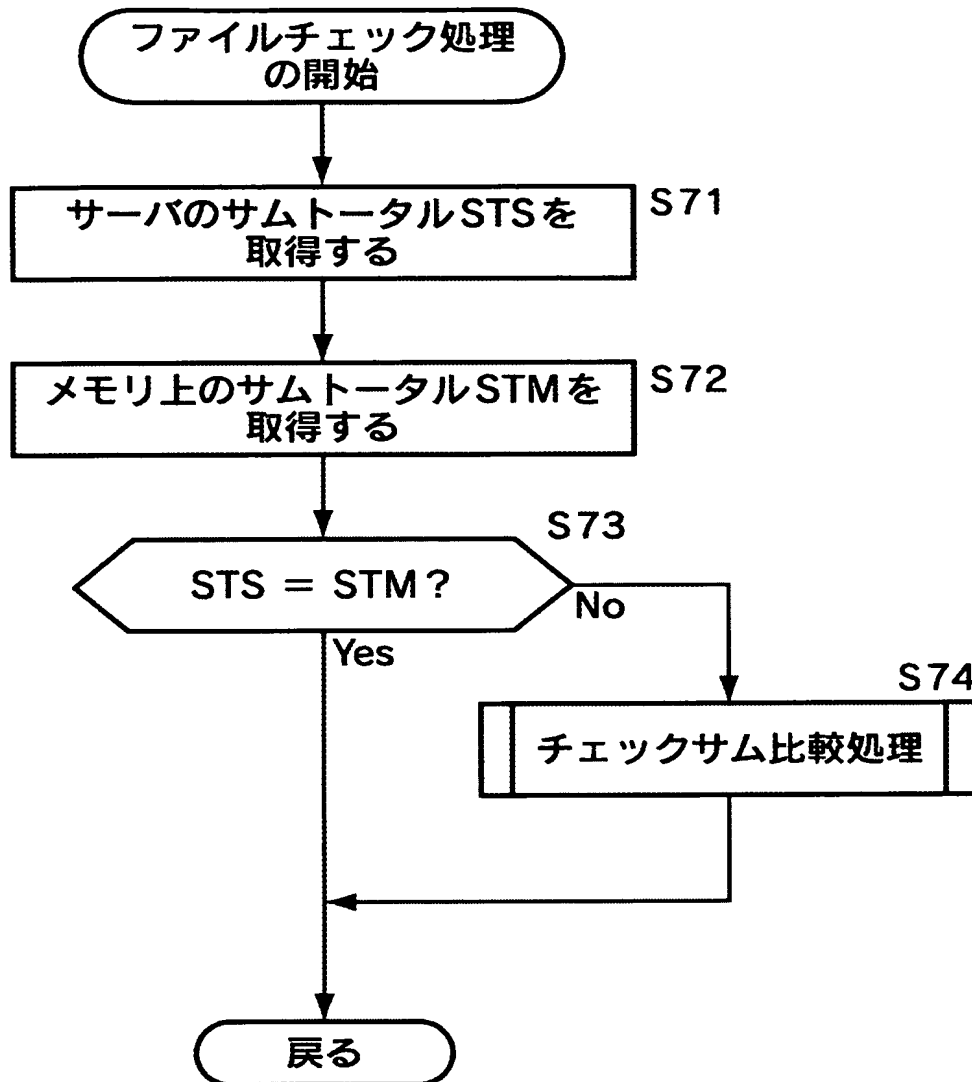 ファイルチェック処理
の開始
S71
サーバのサムトータルSTSを
取得する
S72
メモリ上のサムトータルSTMを
取得する
S73
STS = STM?
No
Yes
S74
チェックサム比較処理
戻る